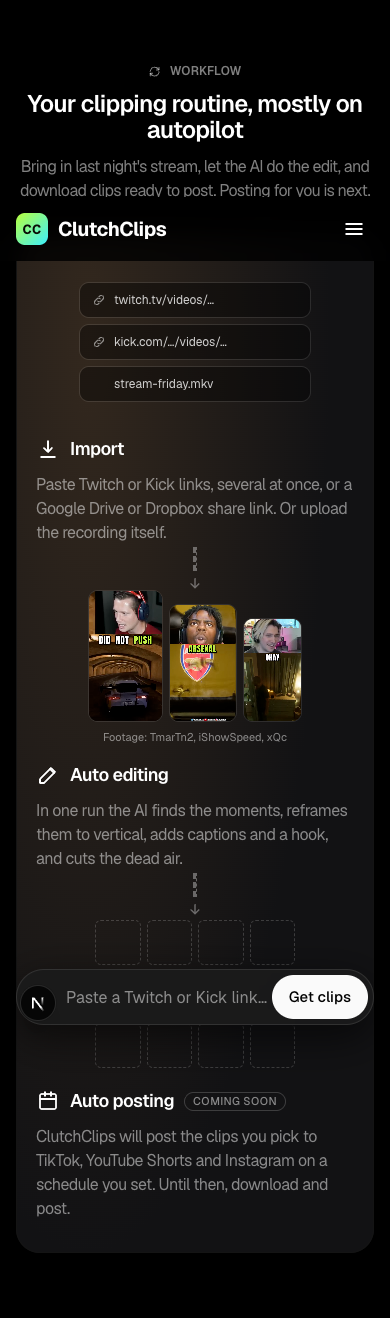 WORKFLOW
Your clipping routine, mostly on
autopilot
Bring in last night's stream, let the AI do the edit, and
download clips ready to post. Posting for you is next.
CC ClutchClips
twitch.tv/videos/...
kick.com/.../videos/...
stream-friday.mkv
Import
Paste Twitch or Kick links, several at once, or a
Google Drive or Dropbox share link. Or upload
the recording itself.
DID NOT PUSH
ARSENAL
OKAY
Footage: TmarTn2, iShowSpeed, xQc
Auto editing
In one run the AI finds the moments, reframes
them to vertical, adds captions and a hook,
and cuts the dead air.
N
Paste a Twitch or Kick link...
Get clips
Auto posting COMING SOON
ClutchClips will post the clips you pick to
TikTok, YouTube Shorts and Instagram on a
schedule you set. Until then, download and
post.